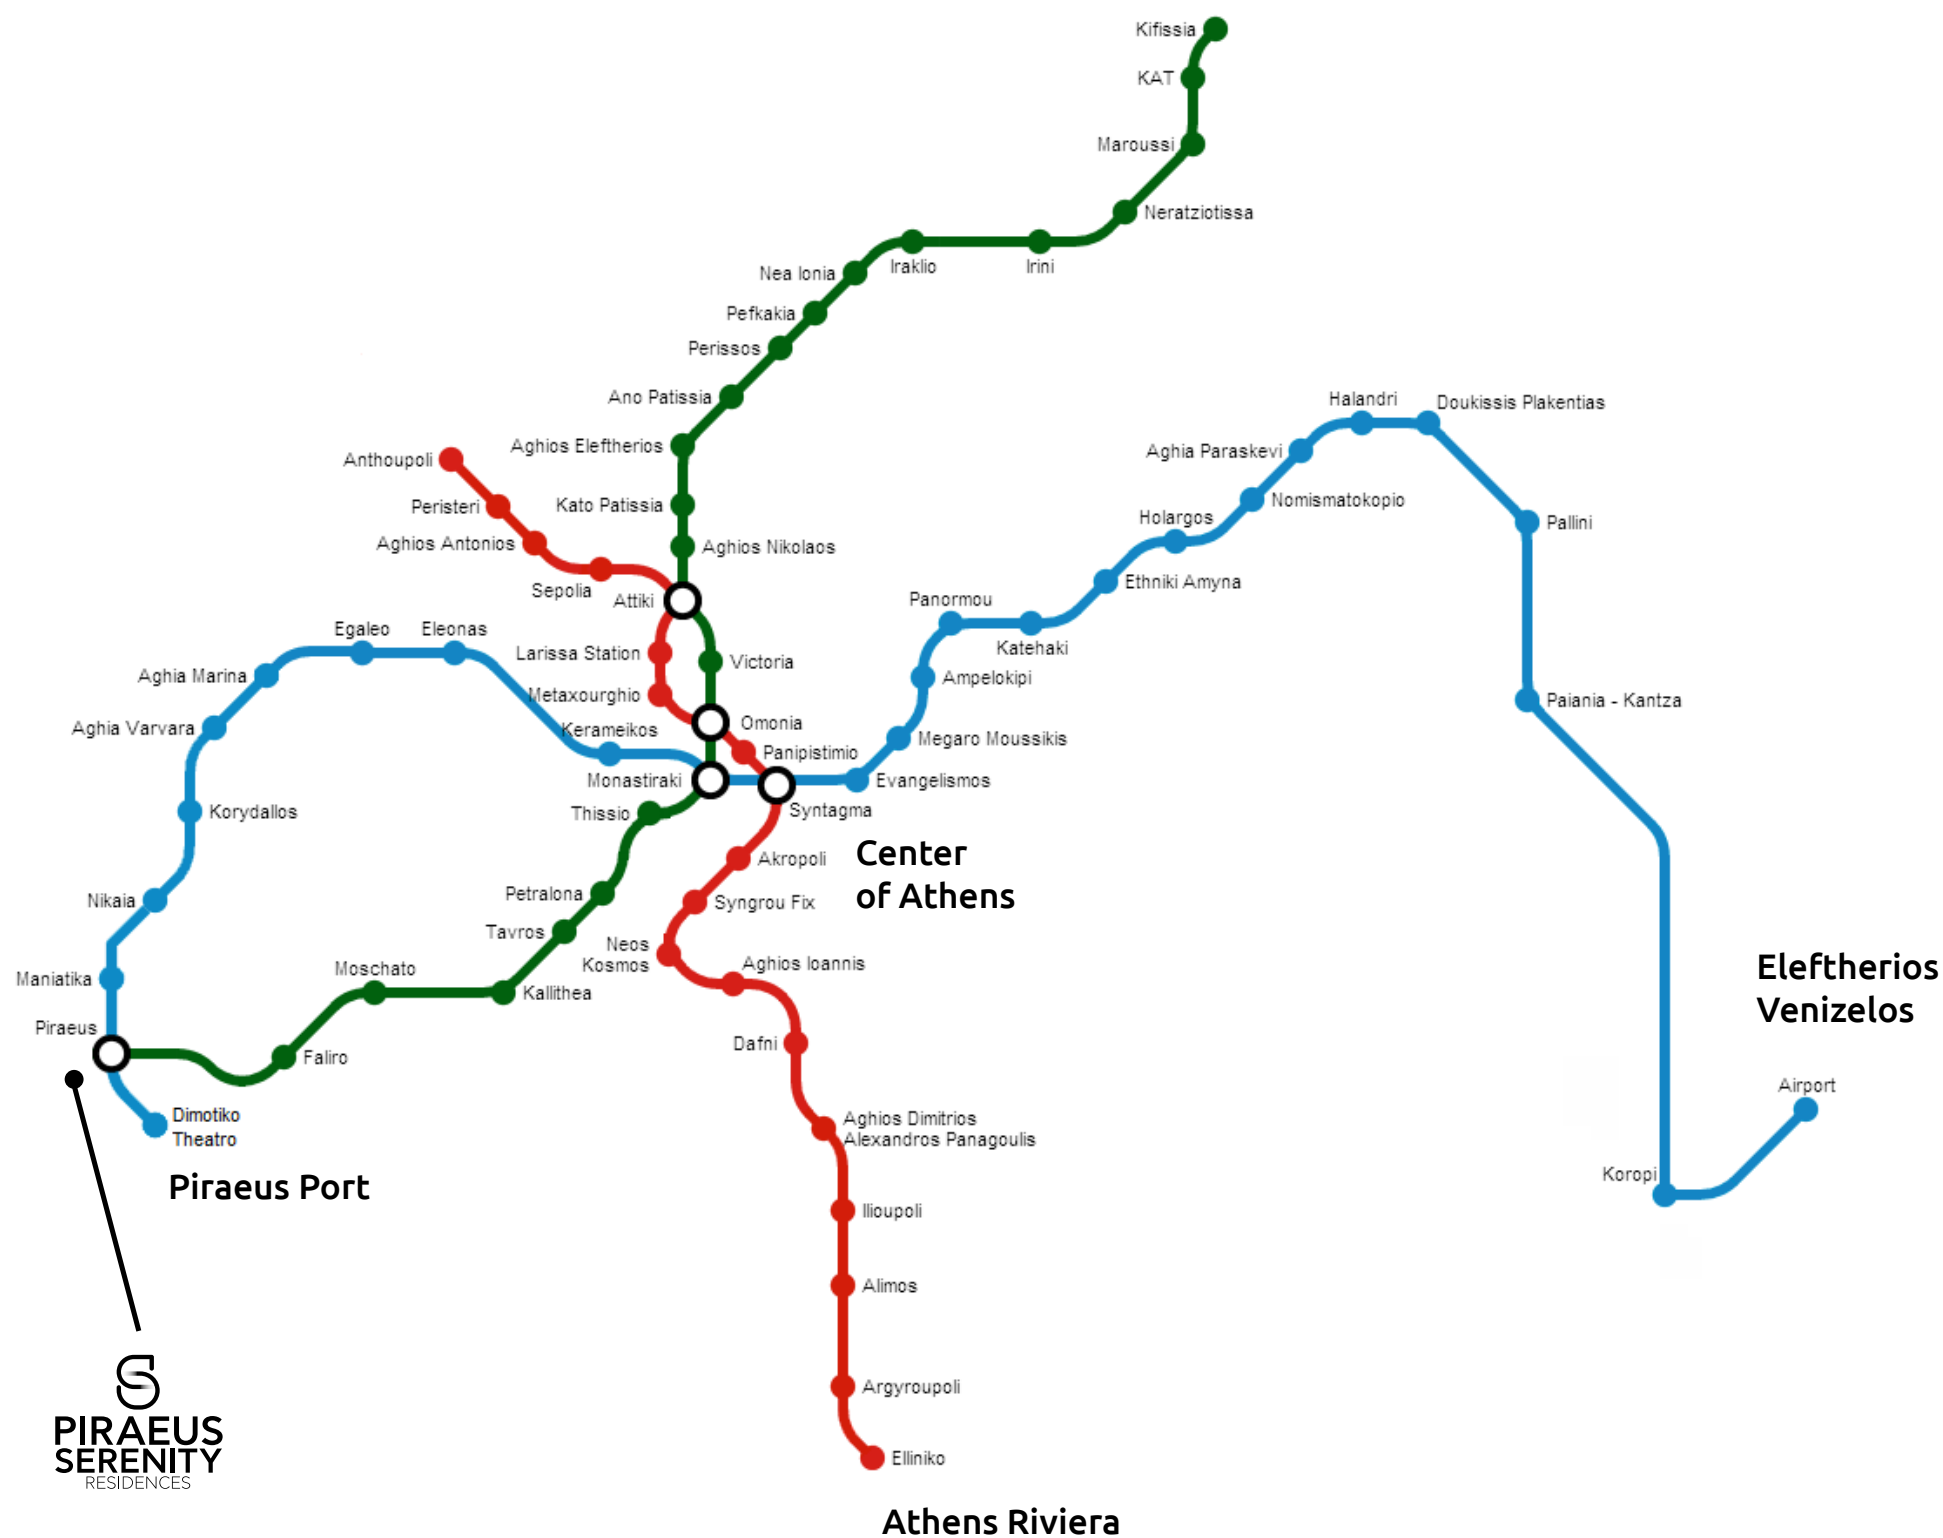 Kifissia
KAT
Maroussi
Neratziotissa
Iraklio
Irini
Nea Ionia
Pefkakia
Perissos
Ano Patissia
Aghios Eleftherios
Kato Patissia
Aghios Nikolaos
Anthoupoli
Peristeri
Aghios Antonios
Sepolia
Attiki
Larissa Station
Victoria
Metaxourghio
Omonia
Panipistimio
Kerameikos
Monastiraki
Syntagma
Egaleo
Eleonas
Aghia Marina
Aghia Varvara
Korydallos
Nikaia
Maniatika
Piraeus
Dimotiko
Theatro
Piraeus Port
Faliro
Moschato
Kallithea
Tavros
Petralona
Thissio
Evangelismos
Megaro Moussikis
Ampelokipi
Panormou
Katehaki
Ethniki Amyna
Holargos
Nomismatokopio
Aghia Paraskevi
Halandri
Doukissis Plakentias
Pallini
Paiania - Kantza
Koropi
Airport
Eleftherios
Venizelos
Center
of Athens
Akropoli
Syngrou Fix
Neos
Kosmos
Aghios Ioannis
Dafni
Aghios Dimitrios
Alexandros Panagoulis
Ilioupoli
Alimos
Argyroupoli
Elliniko
Athens Riviera
PIRAEUS
SERENITY
RESIDENCES